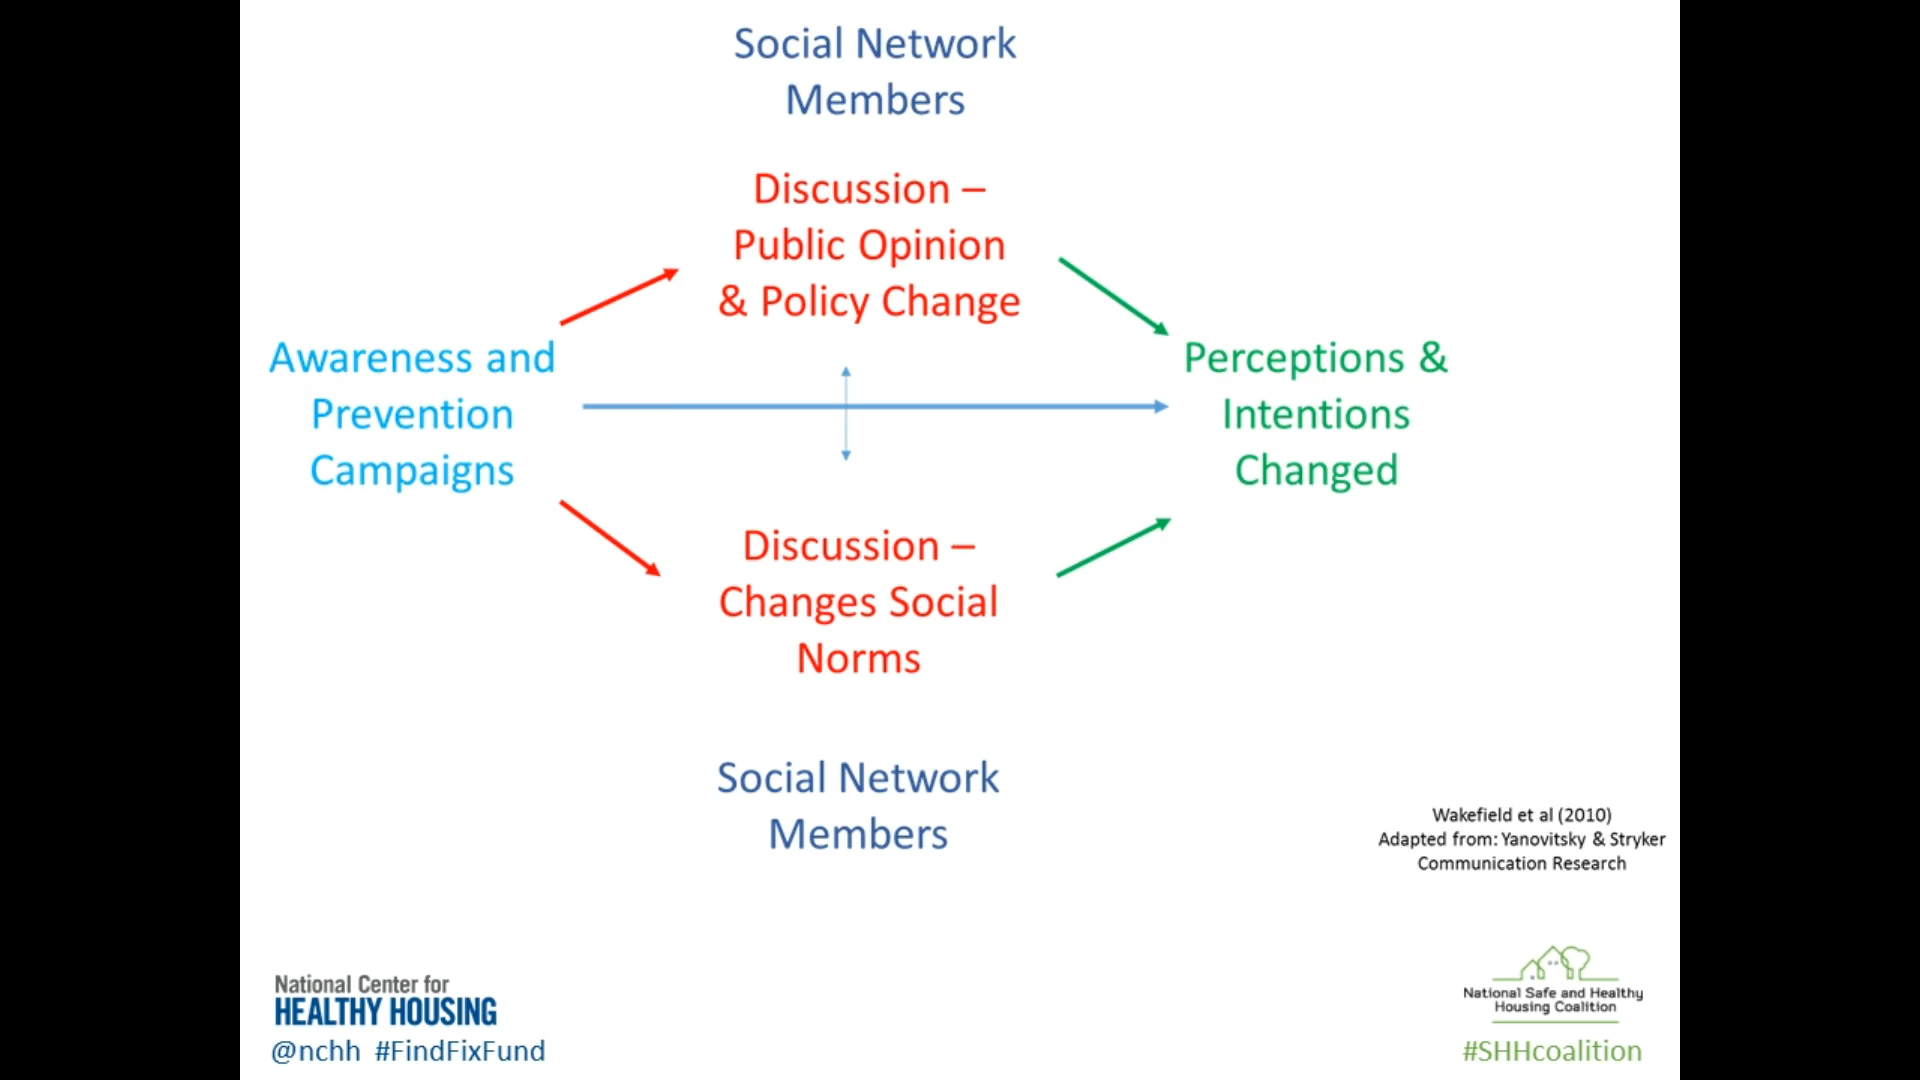 Social Network
Members
Discussion –
Public Opinion
& Policy Change
Awareness and
Prevention
Campaigns
Perceptions &
Intentions
Changed
Discussion –
Changes Social
Norms
Social Network
Members
Wakefield et al (2010)
Adapted from: Yanovitsky & Stryker
Communication Research
National Center for
HEALTHY HOUSING
@nchh #FindFixFund
National Safe and Healthy
Housing Coalition
#SHHcoalition